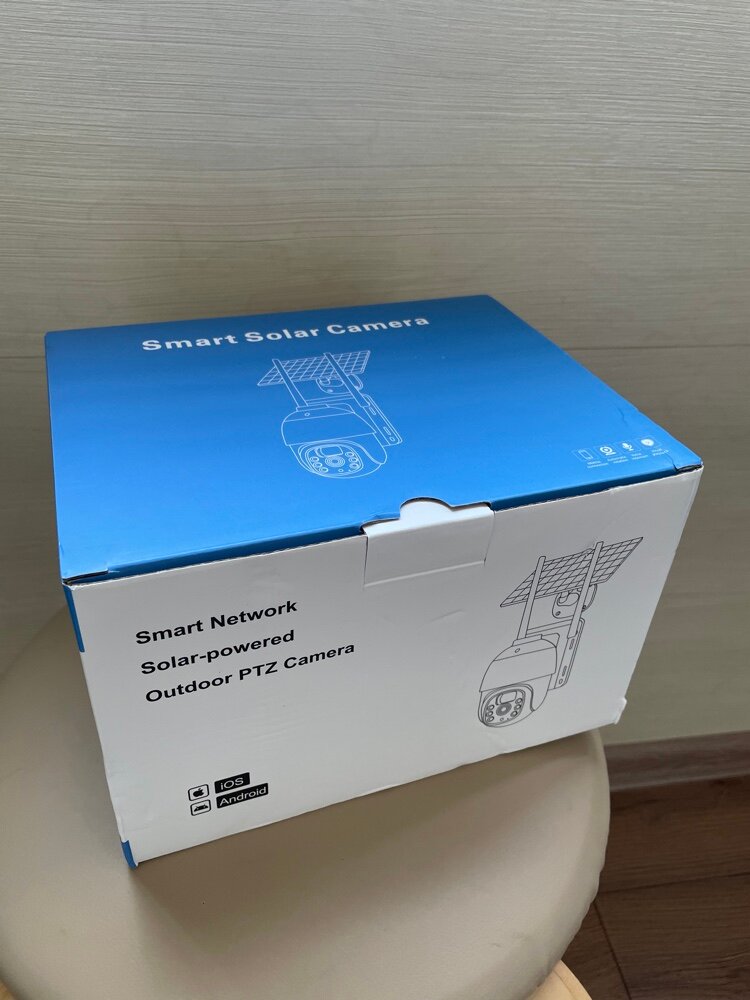 Smart Solar Camera
Smart Network
Solar-powered
Outdoor PTZ Camera
iOS
Android